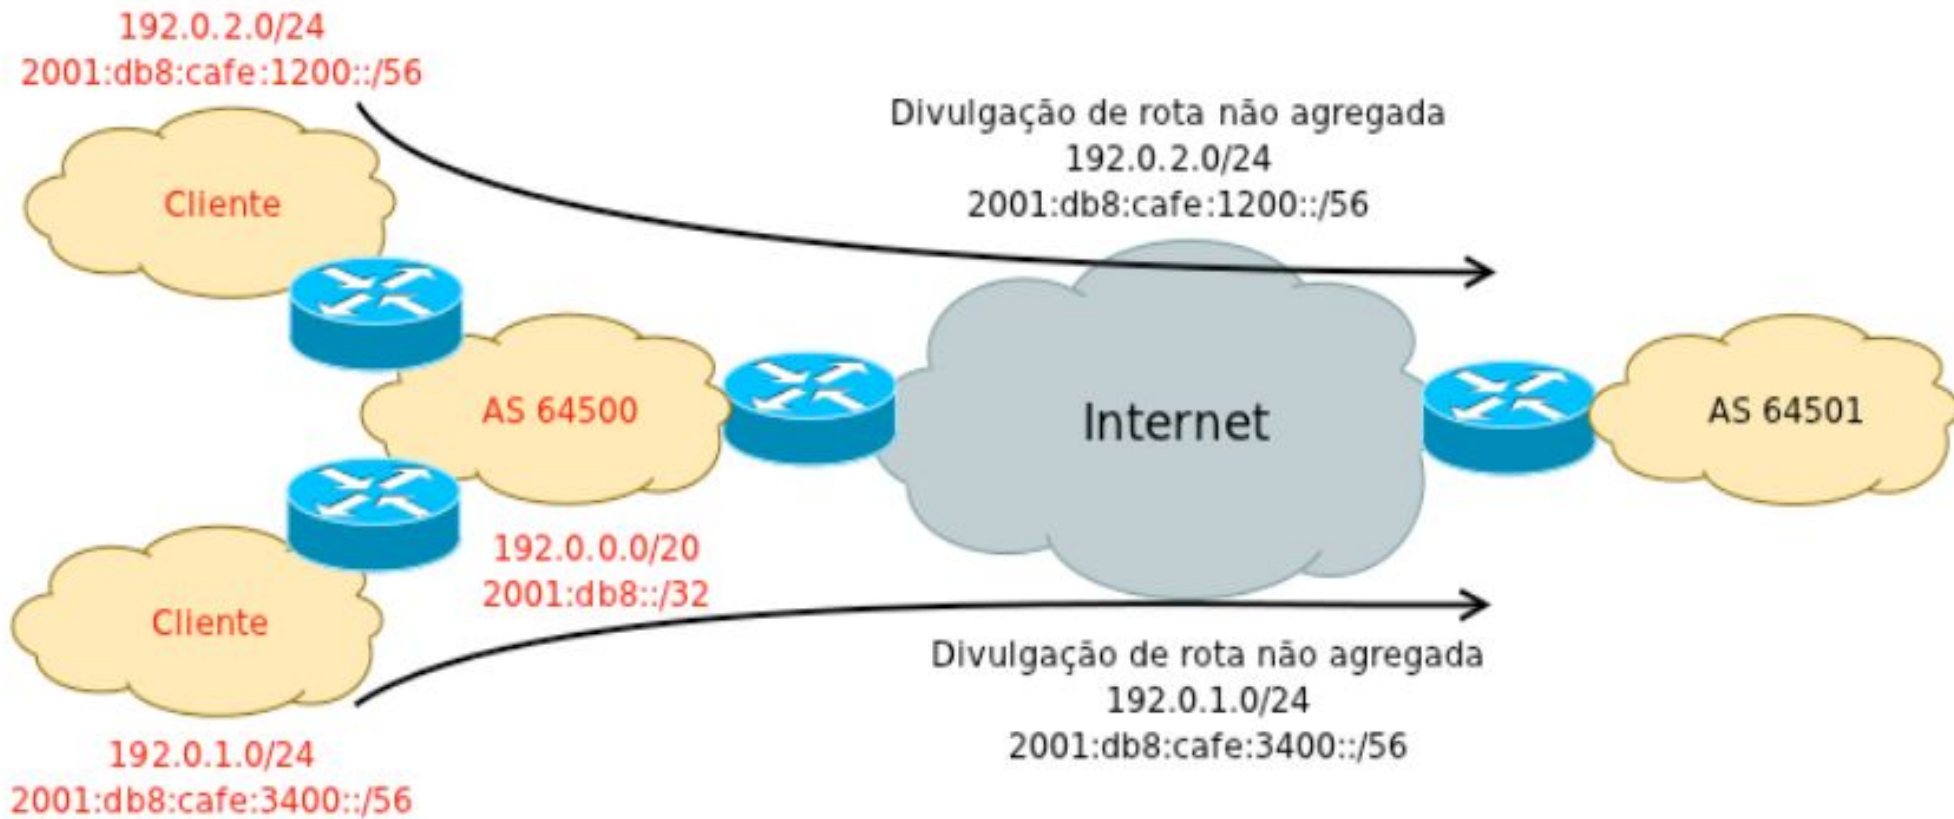 192.0.2.0/24
2001:db8:cafe:1200::/56
Cliente
Divulgação de rota não agregada
192.0.2.0/24
2001:db8:cafe:1200::/56
AS 64500
Internet
AS 64501
192.0.0.0/20
2001:db8::/32
Cliente
192.0.1.0/24
2001:db8:cafe:3400::/56
Divulgação de rota não agregada
192.0.1.0/24
2001:db8:cafe:3400::/56